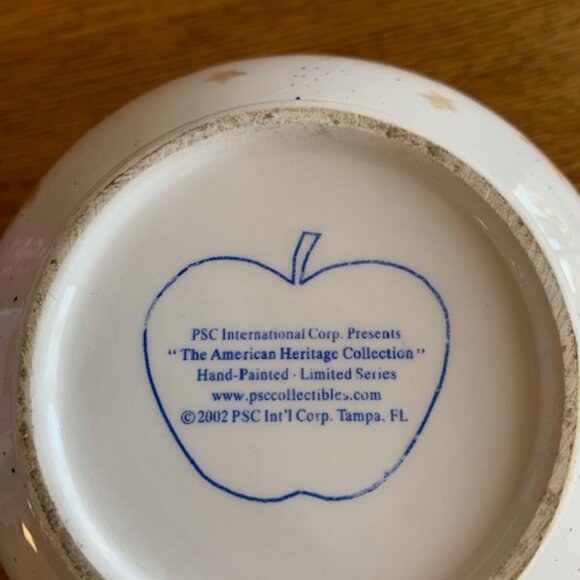 PSC International Corp. Presents
"The American Heritage Collection"
Hand-Painted · Limited Series
www.psccollectibles.com
©2002 PSC Int'l Corp. Tampa, FL